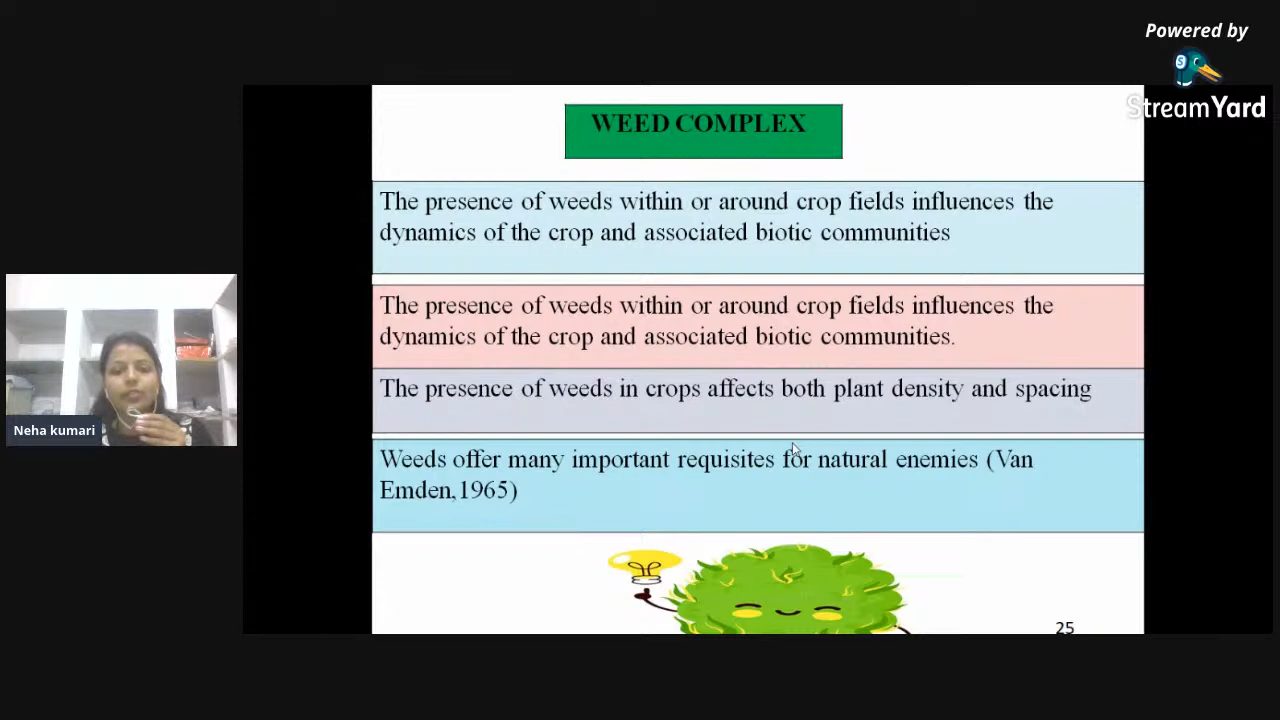 Powered by
StreamYard
WEED COMPLEX
The presence of weeds within or around crop fields influences the
dynamics of the crop and associated biotic communities
The presence of weeds within or around crop fields influences the
dynamics of the crop and associated biotic communities.
The presence of weeds in crops affects both plant density and spacing
Neha kumari
Weeds offer many important requisites for natural enemies (Van
Emden,1965)
25